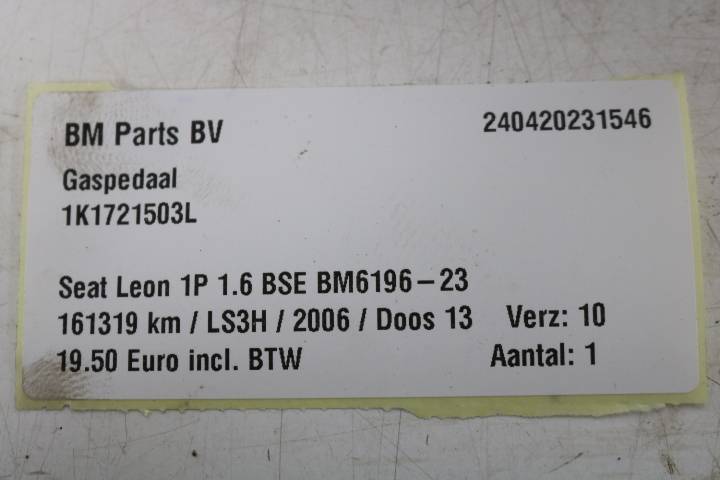 BM Parts BV 240420231546
Gaspedaal
1K1721503L
Seat Leon 1P 1.6 BSE BM6196-23
161319 km / LS3H / 2006 / Doos 13 Verz: 10
19.50 Euro incl. BTW Aantal: 1